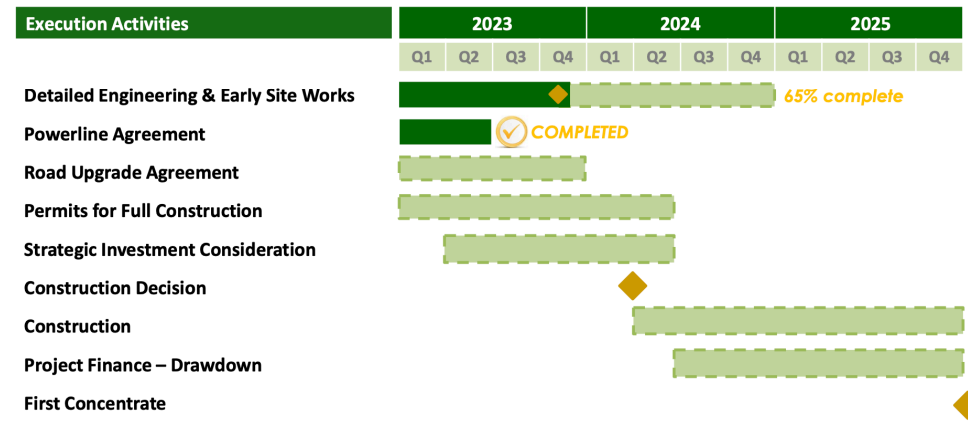 Execution Activities 2023 2024 2025
Q1 Q2 Q3 Q4 Q1 Q2 Q3 Q4 Q1 Q2 Q3 Q4
Detailed Engineering & Early Site Works 65% complete
Powerline Agreement COMPLETED
Road Upgrade Agreement
Permits for Full Construction
Strategic Investment Consideration
Construction Decision
Construction
Project Finance – Drawdown
First Concentrate